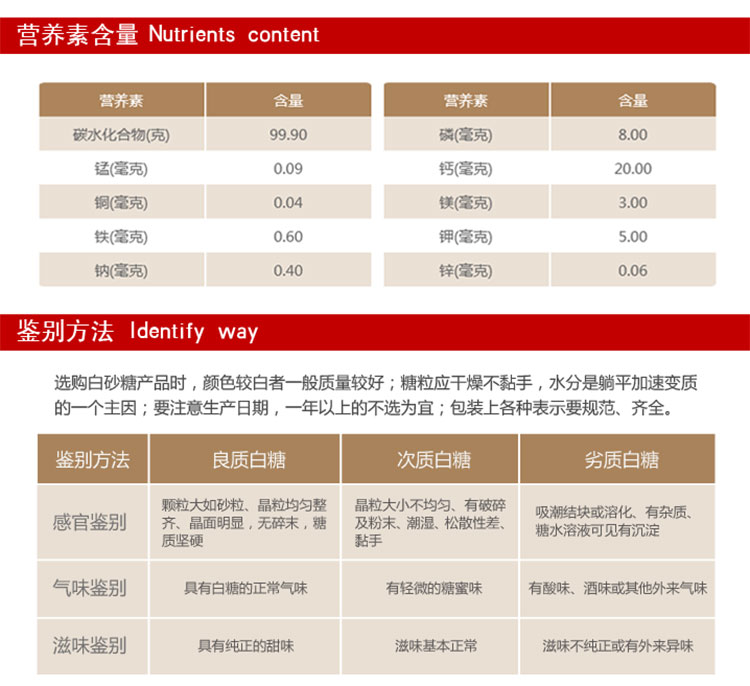 营养素含量 Nutrients content
营养素 含量 营养素 含量
碳水化合物(克) 99.90 磷(毫克) 8.00
锰(毫克) 0.09 钙(毫克) 20.00
铜(毫克) 0.04 镁(毫克) 3.00
铁(毫克) 0.60 钾(毫克) 5.00
钠(毫克) 0.40 锌(毫克) 0.06
鉴别方法 Identify way
选购白砂糖产品时，颜色较白者一般质量较好；糖粒应干燥不黏手，水分是躺平加速变质
的一个主因；要注意生产日期，一年以上的不选为宜；包装上各种表示要规范、齐全。
鉴别方法 良质白糖 次质白糖 劣质白糖
感官鉴别
颗粒大如砂粒、晶粒均匀整
齐、晶面明显，无碎末，糖
质坚硬
晶粒大小不均匀、有破碎
及粉末、潮湿、松散性差、
黏手
吸潮结块或溶化、有杂质、
糖水溶液可见有沉淀
气味鉴别 具有白糖的正常气味 有轻微的糖蜜味 有酸味、酒味或其他外来气味
滋味鉴别 具有纯正的甜味 滋味基本正常 滋味不纯正或有外来异味